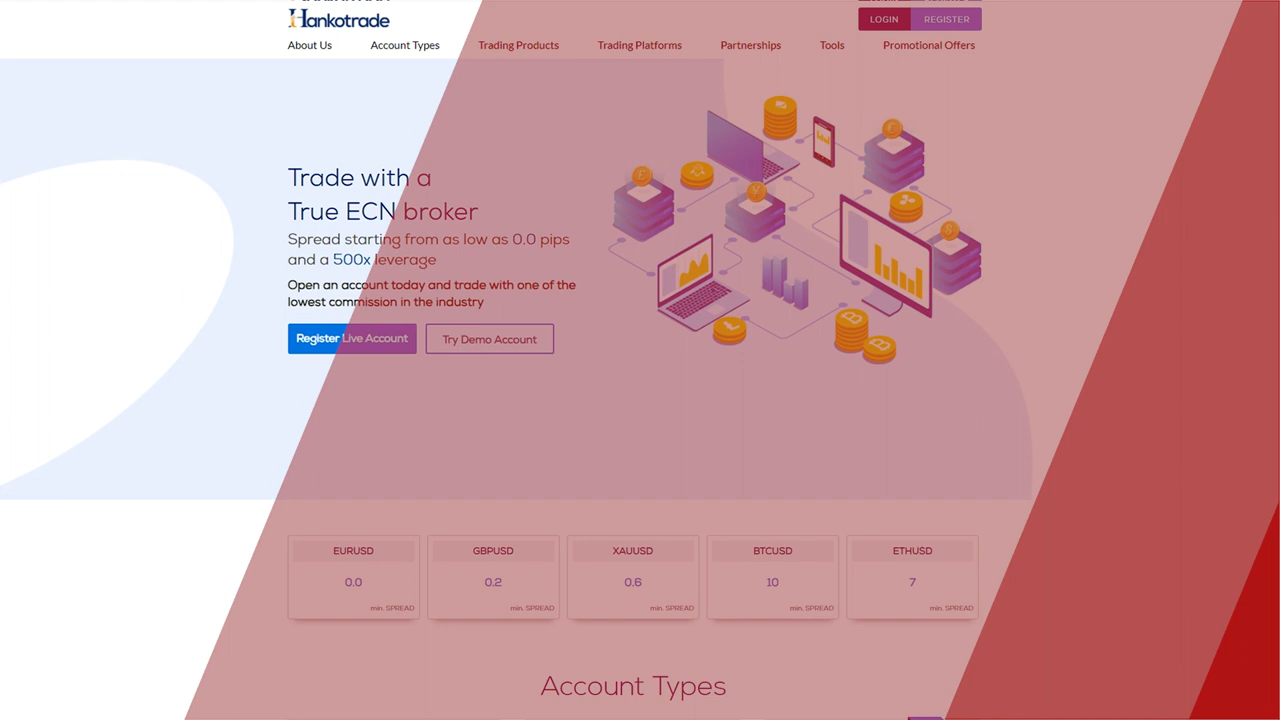 Hankotrade
LOGIN REGISTER
About Us Account Types Trading Products Trading Platforms Partnerships Tools Promotional Offers
Trade with a
True ECN broker
Spread starting from as low as 0.0 pips
and a 500x leverage
Open an account today and trade with one of the
lowest commission in the industry
Register Live Account Try Demo Account
EURUSD GBPUSD XAUUSD BTCUSD ETHUSD
0.0 0.2 0.6 10 7
min. SPREAD min. SPREAD min. SPREAD min. SPREAD min. SPREAD
Account Types